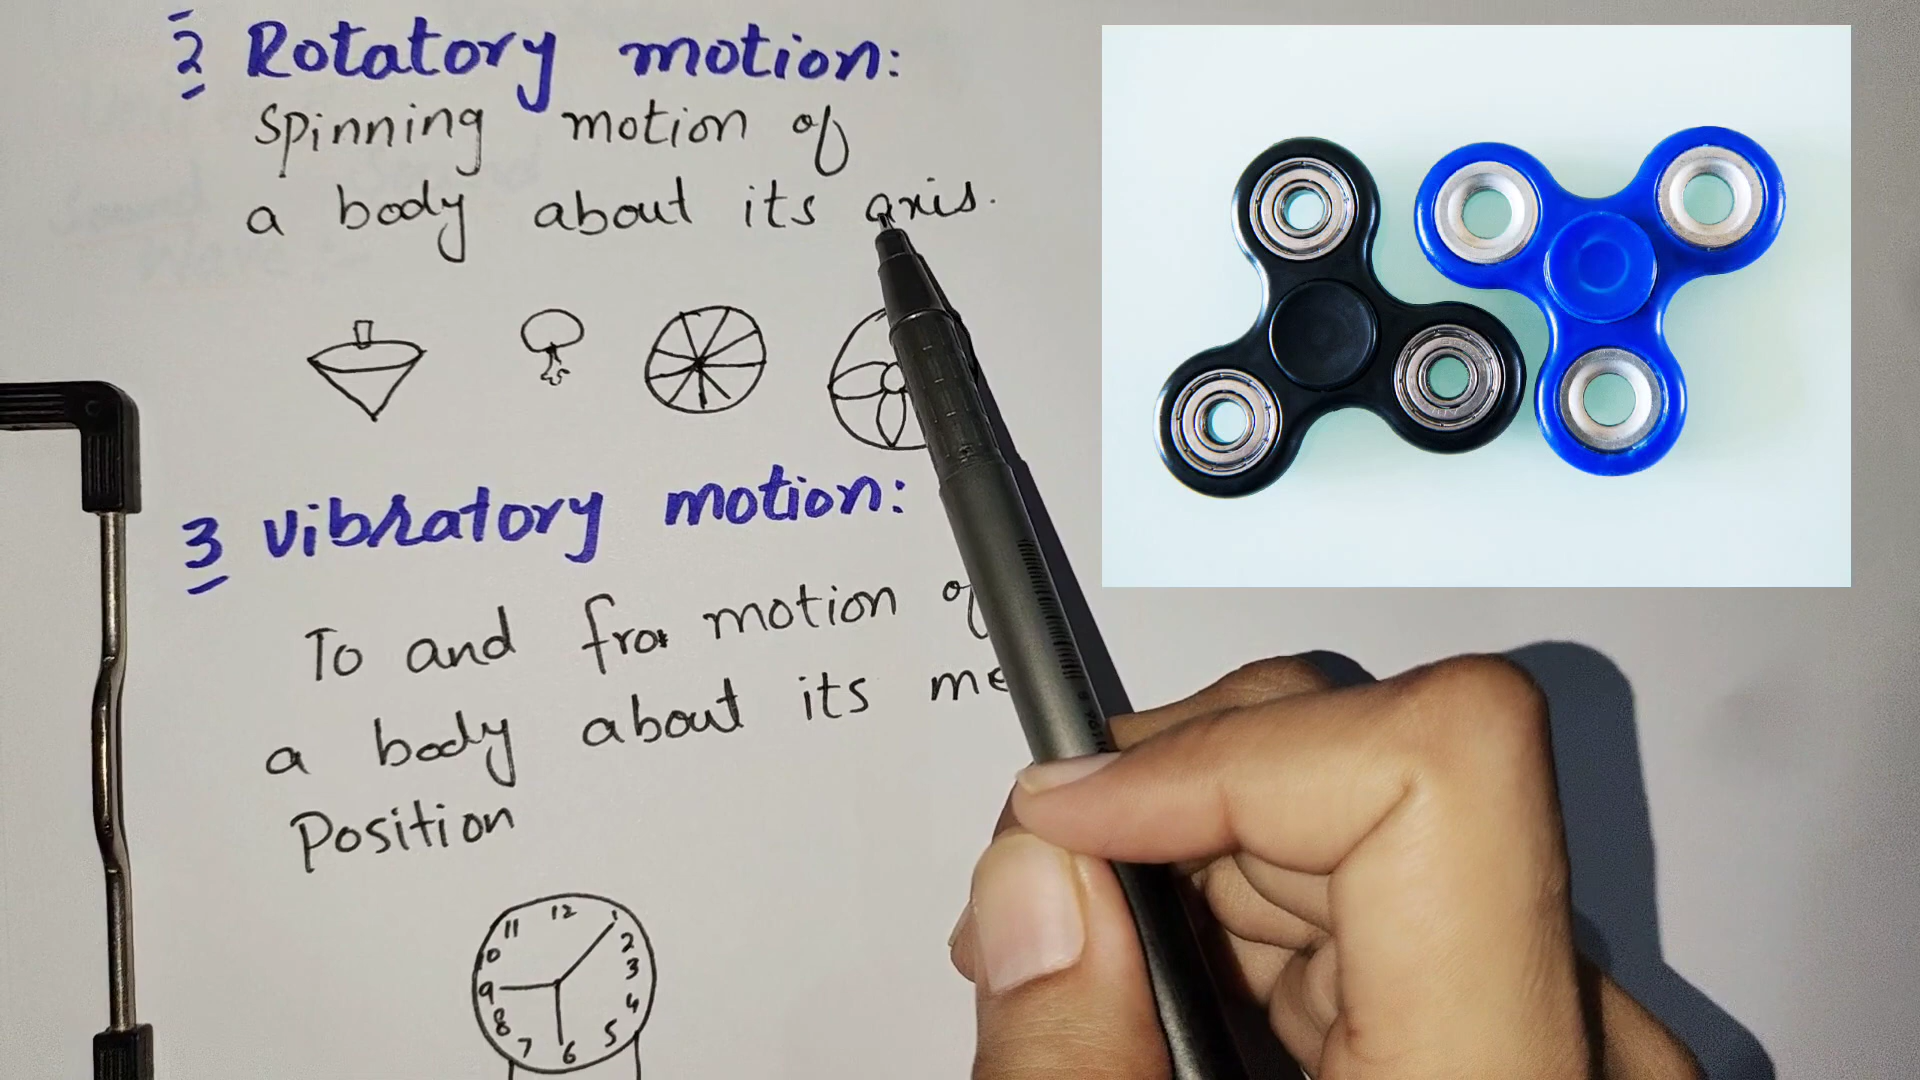 2 Rotatory motion:
Spinning motion of
a body about its axis.
3 Vibratory motion:
To and fro motion of
a body about its
Position
12
11 1
10 2
9 3
8 4
7 6 5